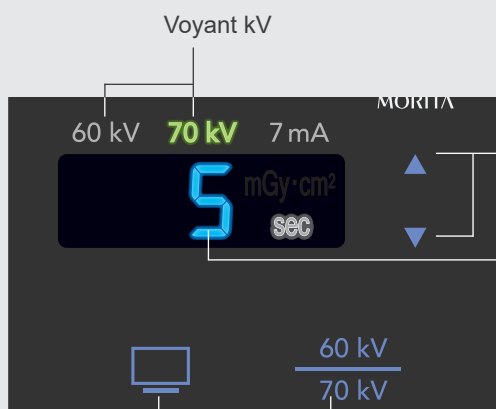 Voyant kV
MORITA
60 kV 70 kV 7 mA
5 mGy·cm²
sec
60 kV
70 kV